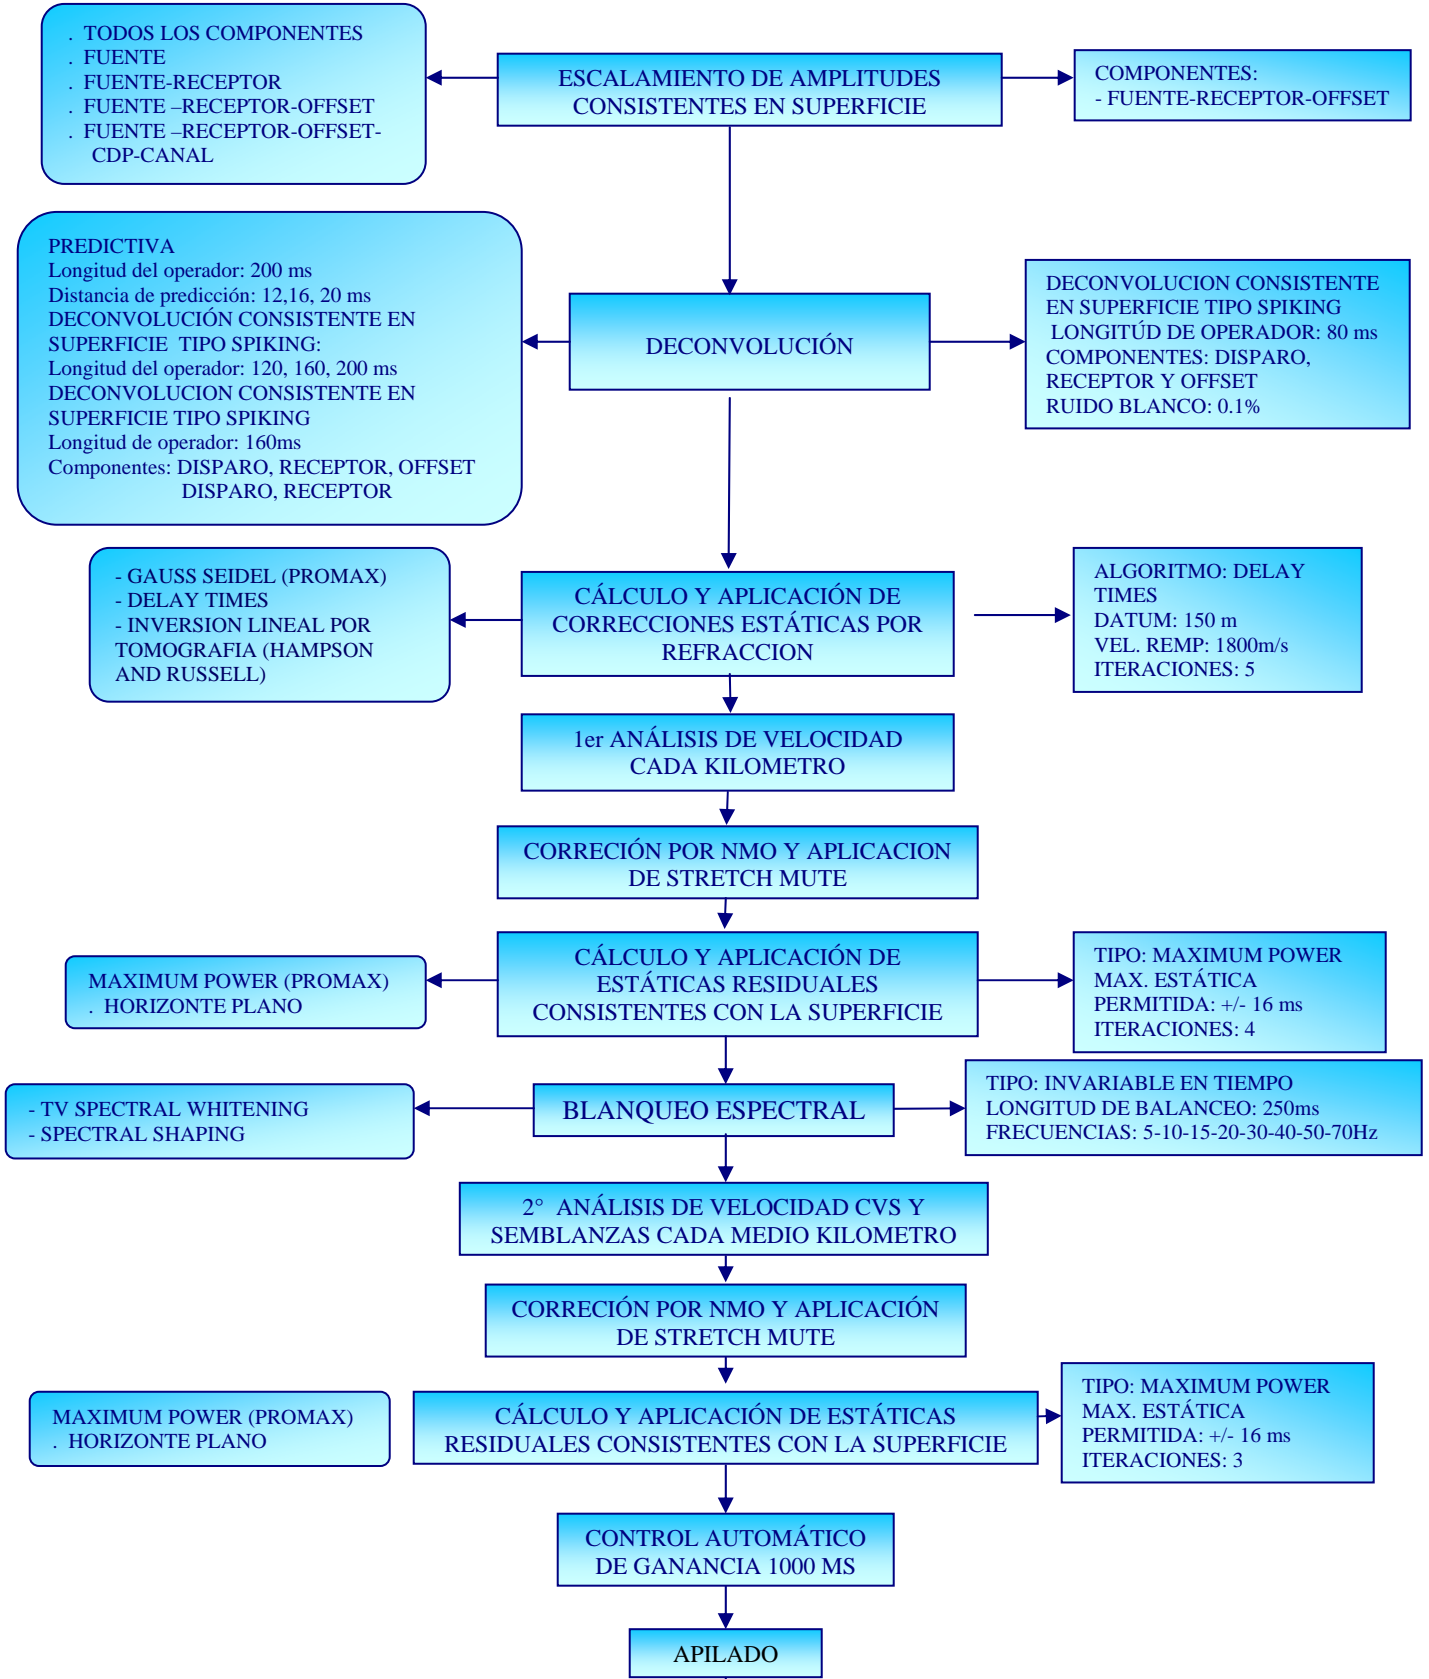 . TODOS LOS COMPONENTES
. FUENTE
. FUENTE-RECEPTOR
. FUENTE –RECEPTOR-OFFSET
. FUENTE –RECEPTOR-OFFSET-
CDP-CANAL
ESCALAMIENTO DE AMPLITUDES
CONSISTENTES EN SUPERFICIE
COMPONENTES:
- FUENTE-RECEPTOR-OFFSET
PREDICTIVA
Longitud del operador: 200 ms
Distancia de predicción: 12,16, 20 ms
DECONVOLUCIÓN CONSISTENTE EN
SUPERFICIE TIPO SPIKING:
Longitud del operador: 120, 160, 200 ms
DECONVOLUCION CONSISTENTE EN
SUPERFICIE TIPO SPIKING
Longitud de operador: 160ms
Componentes: DISPARO, RECEPTOR, OFFSET
DISPARO, RECEPTOR
DECONVOLUCIÓN
DECONVOLUCION CONSISTENTE
EN SUPERFICIE TIPO SPIKING
LONGITÚD DE OPERADOR: 80 ms
COMPONENTES: DISPARO,
RECEPTOR Y OFFSET
RUIDO BLANCO: 0.1%
- GAUSS SEIDEL (PROMAX)
- DELAY TIMES
- INVERSION LINEAL POR
TOMOGRAFIA (HAMPSON
AND RUSSELL)
CÁLCULO Y APLICACIÓN DE
CORRECCIONES ESTÁTICAS POR
REFRACCION
ALGORITMO: DELAY
TIMES
DATUM: 150 m
VEL. REMP: 1800m/s
ITERACIONES: 5
1er ANÁLISIS DE VELOCIDAD
CADA KILOMETRO
CORRECIÓN POR NMO Y APLICACION
DE STRETCH MUTE
MAXIMUM POWER (PROMAX)
. HORIZONTE PLANO
CÁLCULO Y APLICACIÓN DE
ESTÁTICAS RESIDUALES
CONSISTENTES CON LA SUPERFICIE
TIPO: MAXIMUM POWER
MAX. ESTÁTICA
PERMITIDA: +/- 16 ms
ITERACIONES: 4
- TV SPECTRAL WHITENING
- SPECTRAL SHAPING
BLANQUEO ESPECTRAL
TIPO: INVARIABLE EN TIEMPO
LONGITUD DE BALANCEO: 250ms
FRECUENCIAS: 5-10-15-20-30-40-50-70Hz
2° ANÁLISIS DE VELOCIDAD CVS Y
SEMBLANZAS CADA MEDIO KILOMETRO
CORRECIÓN POR NMO Y APLICACIÓN
DE STRETCH MUTE
MAXIMUM POWER (PROMAX)
. HORIZONTE PLANO
CÁLCULO Y APLICACIÓN DE ESTÁTICAS
RESIDUALES CONSISTENTES CON LA SUPERFICIE
TIPO: MAXIMUM POWER
MAX. ESTÁTICA
PERMITIDA: +/- 16 ms
ITERACIONES: 3
CONTROL AUTOMÁTICO
DE GANANCIA 1000 MS
APILADO